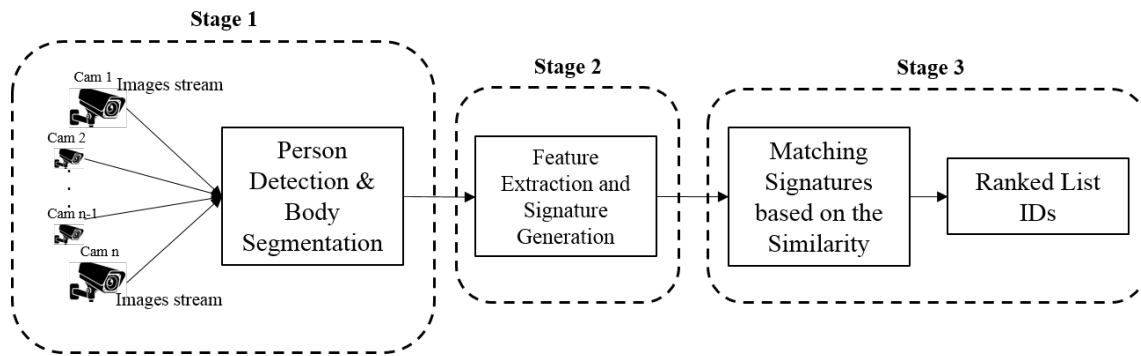 Stage 1
Cam 1
Images stream
Cam 2
Cam n-1
Cam n
Images stream
Person
Detection &
Body
Segmentation
Stage 2
Feature
Extraction and
Signature
Generation
Stage 3
Matching
Signatures
based on the
Similarity
Ranked List
IDs